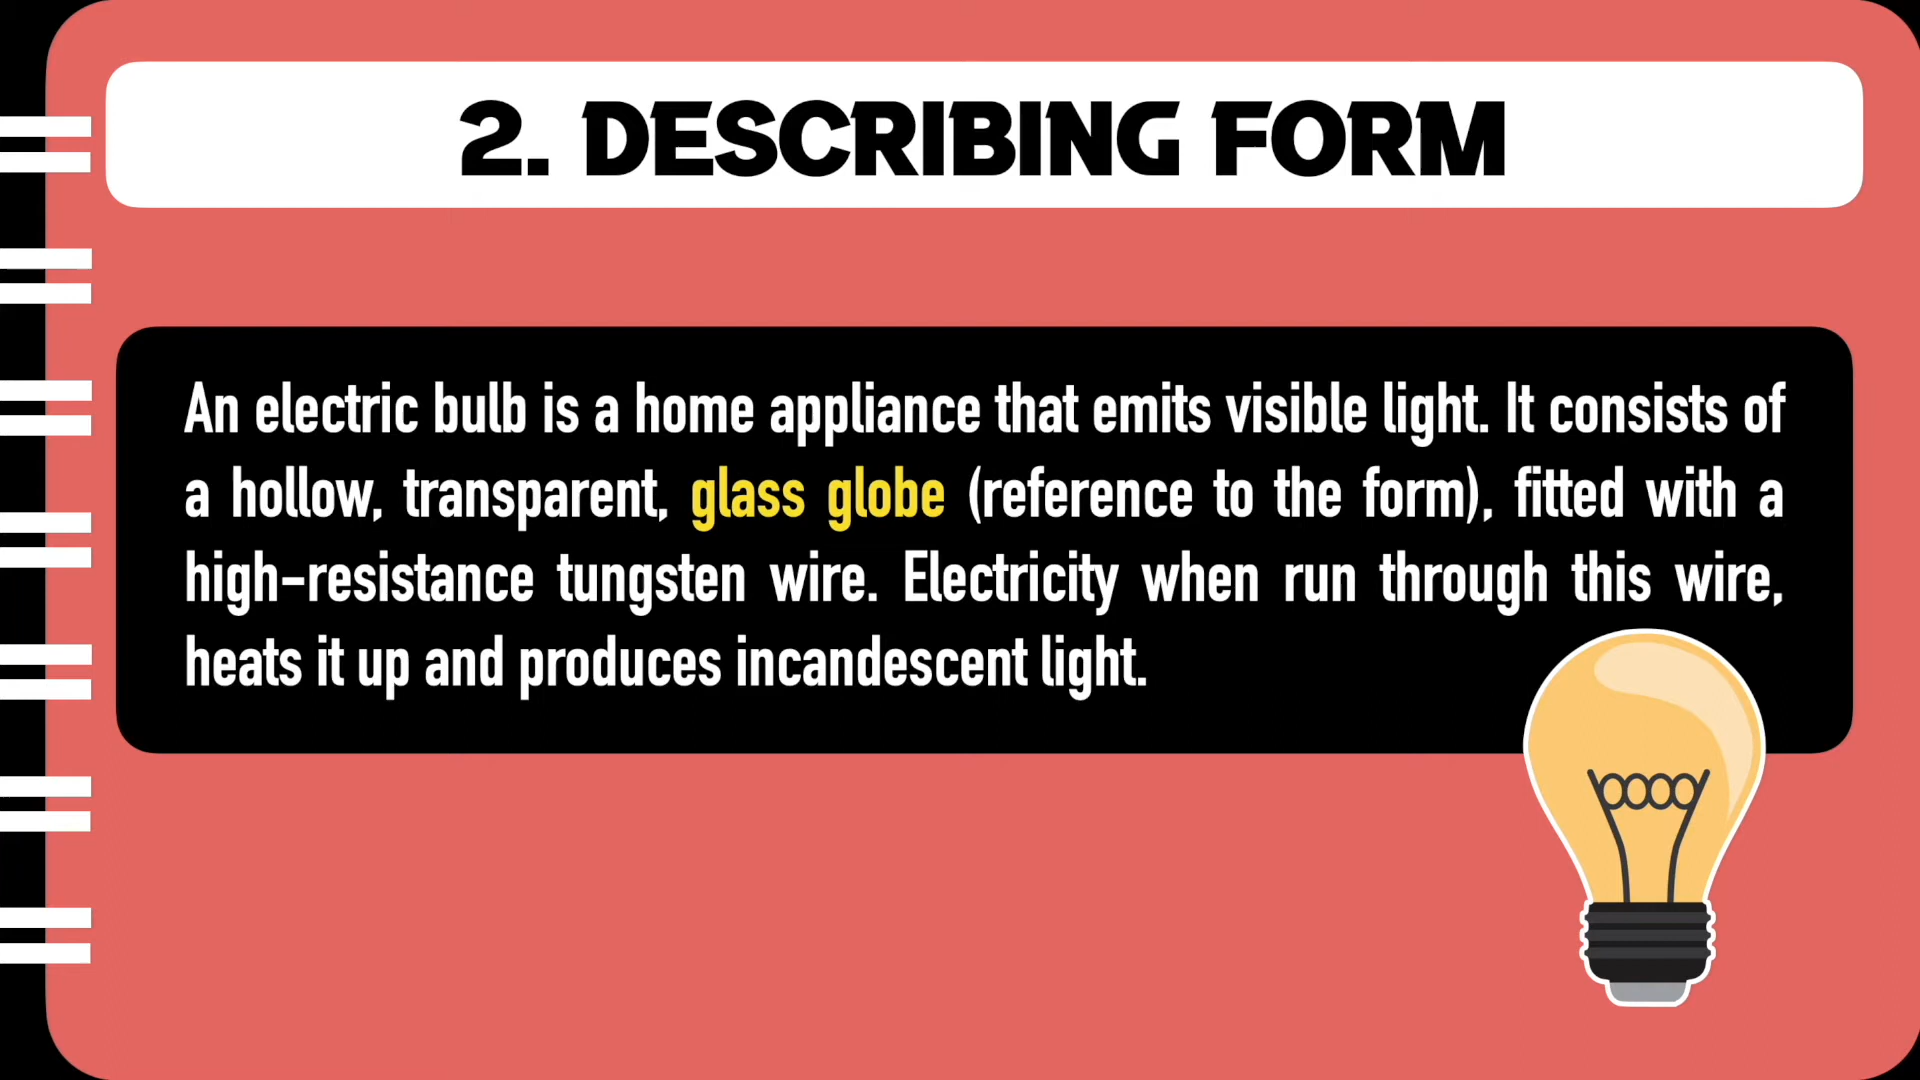 2. DESCRIBING FORM
An electric bulb is a home appliance that emits visible light. It consists of
a hollow, transparent, glass globe (reference to the form), fitted with a
high-resistance tungsten wire. Electricity when run through this wire,
heats it up and produces incandescent light.